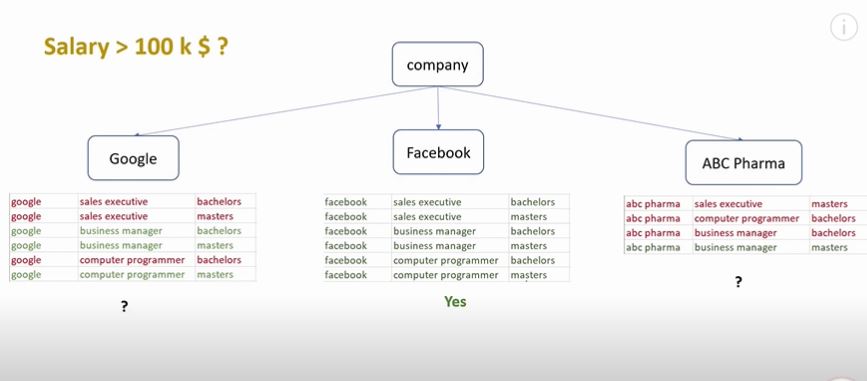 Salary > 100 k $ ?
company
Google
Facebook
ABC Pharma
google sales executive bachelors
google sales executive masters
google business manager bachelors
google business manager masters
google computer programmer bachelors
google computer programmer masters
?
facebook sales executive bachelors
facebook sales executive masters
facebook business manager bachelors
facebook business manager masters
facebook computer programmer bachelors
facebook computer programmer masters
Yes
abc pharma sales executive masters
abc pharma computer programmer bachelors
abc pharma business manager bachelors
abc pharma business manager masters
?
i